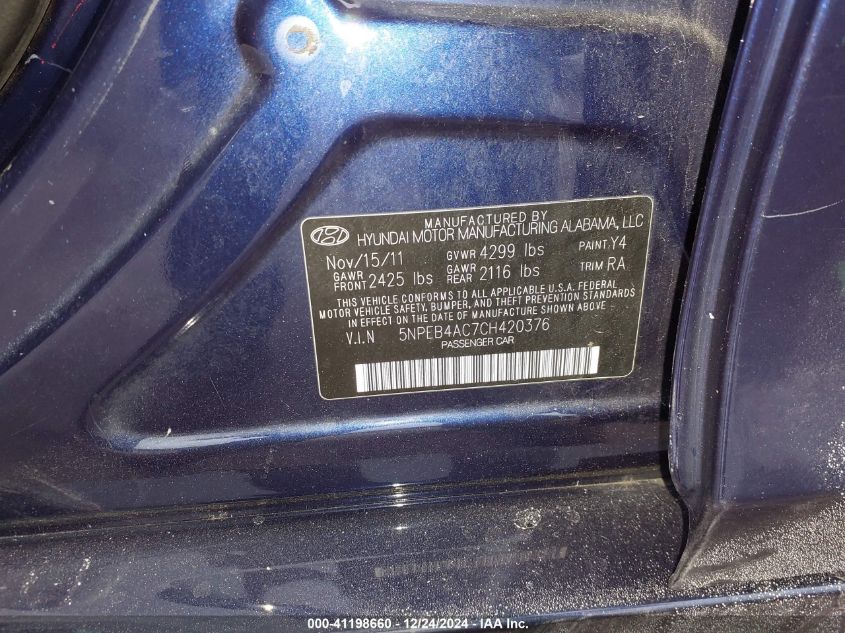 MANUFACTURED BY
HYUNDAI MOTOR MANUFACTURING ALABAMA, LLC
Nov/15/11 GVWR 4299 lbs PAINT.Y4
GAWR FRONT 2425 lbs GAWR REAR 2116 lbs TRIM RA
THIS VEHICLE CONFORMS TO ALL APPLICABLE U.S.A. FEDERAL
MOTOR VEHICLE SAFETY, BUMPER, AND THEFT PREVENTION STANDARDS
IN EFFECT ON THE DATE OF MANUFACTURE SHOWN ABOVE.
V.I.N 5NPEB4AC7CH420376
PASSENGER CAR
000-41198660 - 12/24/2024 - IAA Inc.